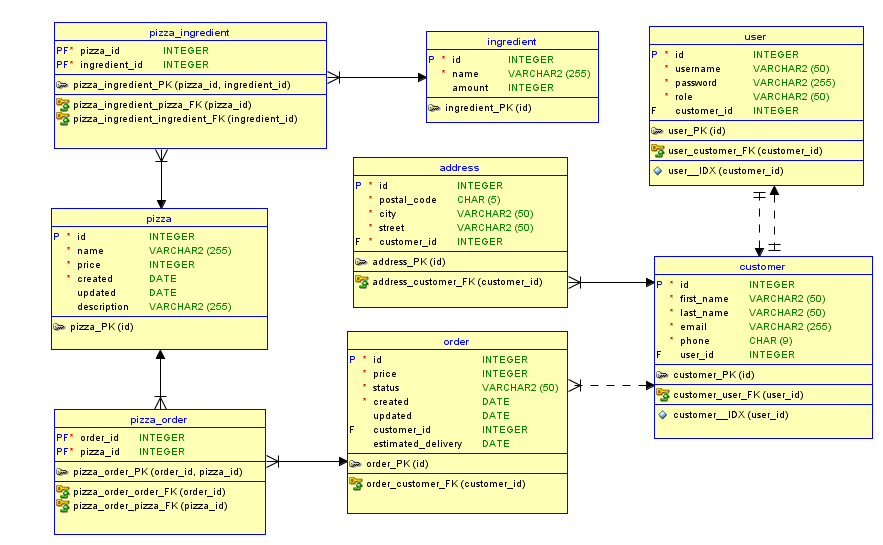 pizza_ingredient
PF* pizza_id INTEGER
PF* ingredient_id INTEGER
pizza_ingredient_PK (pizza_id, ingredient_id)
pizza_ingredient_pizza_FK (pizza_id)
pizza_ingredient_ingredient_FK (ingredient_id)
ingredient
P * id INTEGER
* name VARCHAR2 (255)
amount INTEGER
ingredient_PK (id)
user
P * id INTEGER
* username VARCHAR2 (50)
* password VARCHAR2 (255)
* role VARCHAR2 (50)
F customer_id INTEGER
user_PK (id)
user_customer_FK (customer_id)
user__IDX (customer_id)
address
P * id INTEGER
* postal_code CHAR (5)
* city VARCHAR2 (50)
* street VARCHAR2 (50)
F * customer_id INTEGER
address_PK (id)
address_customer_FK (customer_id)
pizza
P * id INTEGER
* name VARCHAR2 (255)
* price INTEGER
* created DATE
updated DATE
description VARCHAR2 (255)
pizza_PK (id)
customer
P * id INTEGER
* first_name VARCHAR2 (50)
* last_name VARCHAR2 (50)
* email VARCHAR2 (255)
* phone CHAR (9)
F user_id INTEGER
customer_PK (id)
customer_user_FK (user_id)
customer__IDX (user_id)
order
P * id INTEGER
* price INTEGER
* status VARCHAR2 (50)
* created DATE
updated DATE
F customer_id INTEGER
estimated_delivery DATE
order_PK (id)
order_customer_FK (customer_id)
pizza_order
PF* order_id INTEGER
PF* pizza_id INTEGER
pizza_order_PK (order_id, pizza_id)
pizza_order_order_FK (order_id)
pizza_order_pizza_FK (pizza_id)